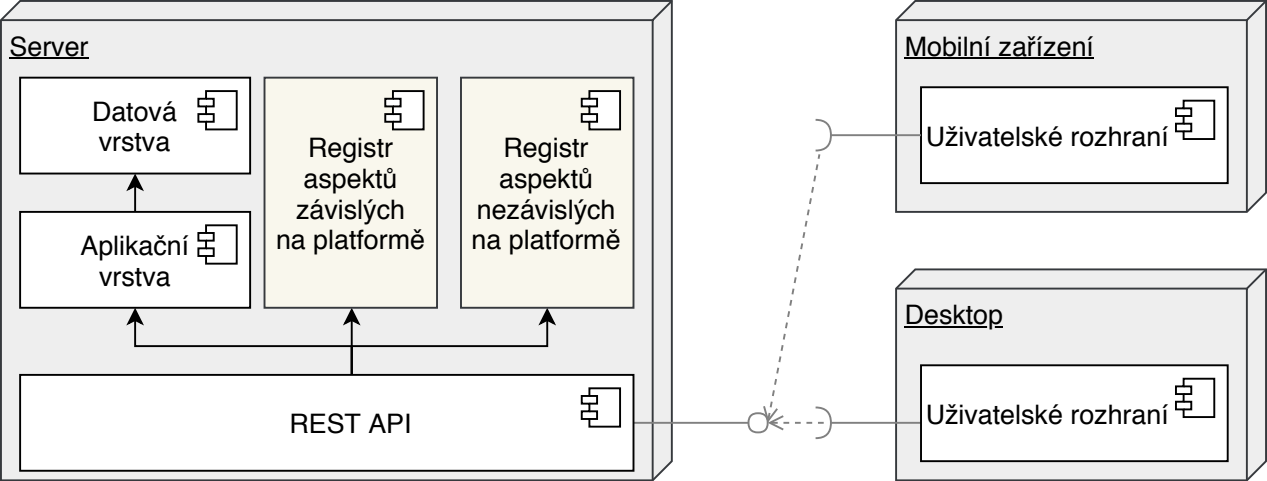 Server
Datová
vrstva
Registr
aspektů
závislých
na platformě
Registr
aspektů
nezávislých
na platformě
Aplikační
vrstva
REST API
Mobilní zařízení
Uživatelské rozhraní
Desktop
Uživatelské rozhraní